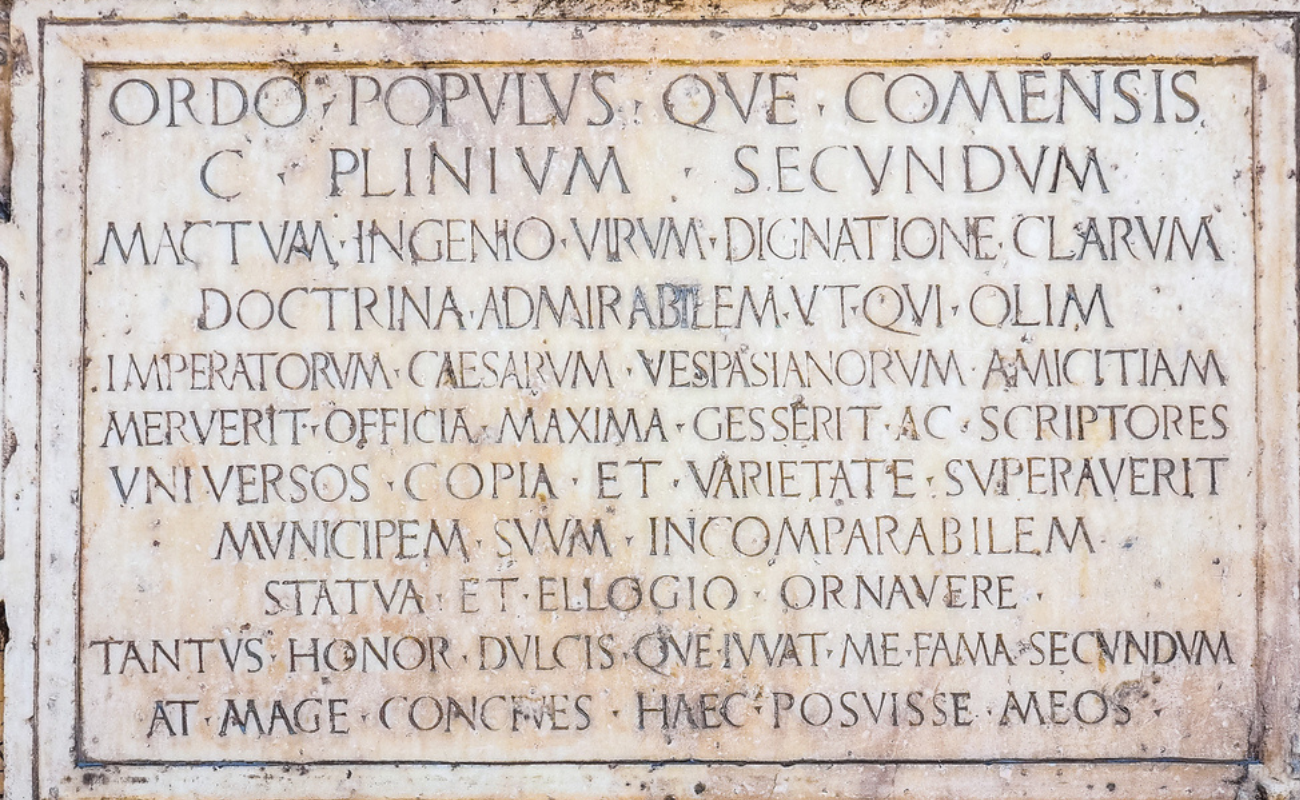 ORDO · POPVLVS · QVE · COMENSIS
C · PLINIVM · SECVNDVM
MACTVM · INGENIO · VIRVM · DIGNATIONE · CLARVM
DOCTRINA · ADMIRABILEM · VT · QVI · OLIM
IMPERATORVM · CAESARVM · VESPASIANORVM · AMICITIAM
MERVERIT · OFFICIA · MAXIMA · GESSERIT · AC · SCRIPTORES
VNIVERSOS · COPIA · ET · VARIETATE · SVPERAVERIT
MVNICIPEM · SVVM · INCOMPARABILEM
STATVA · ET · ELLOGIO · ORNAVERE ·
TANTVS · HONOR · DVLCIS · QVE · IVVAT · ME · FAMA · SECVNDVM
AT · MAGE · CONCIVES · HAEC · POSVISSE · MEOS ·